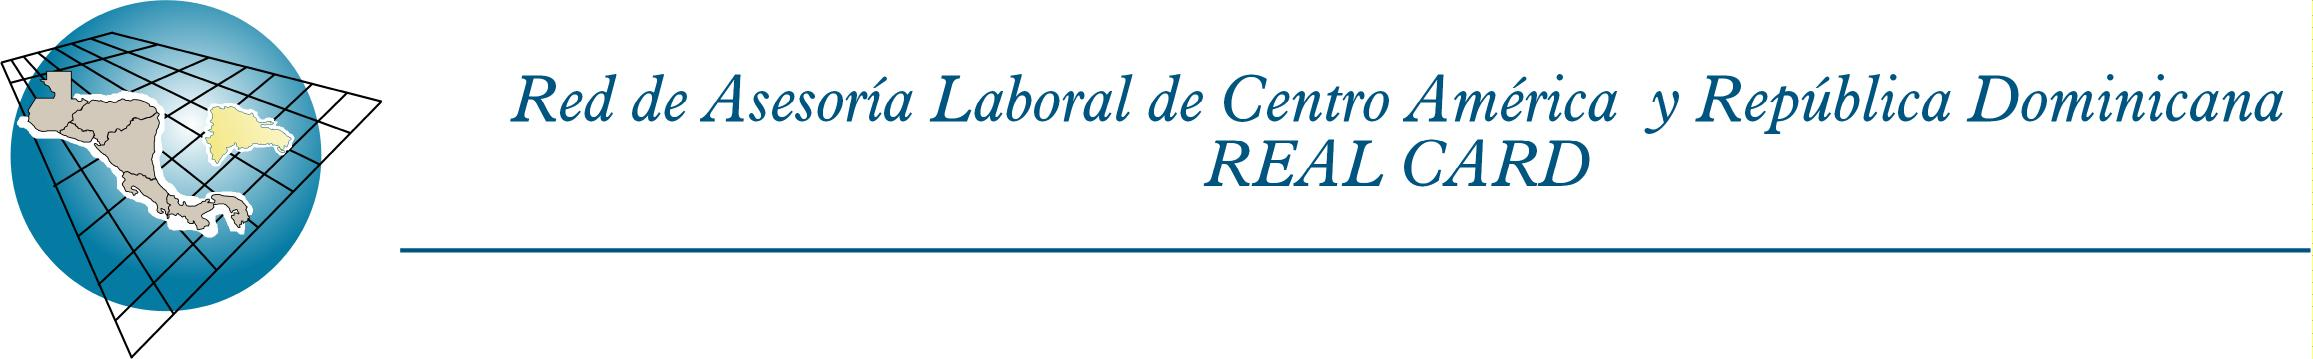 Red de Asesoría Laboral de Centro América y República Dominicana
REAL CARD